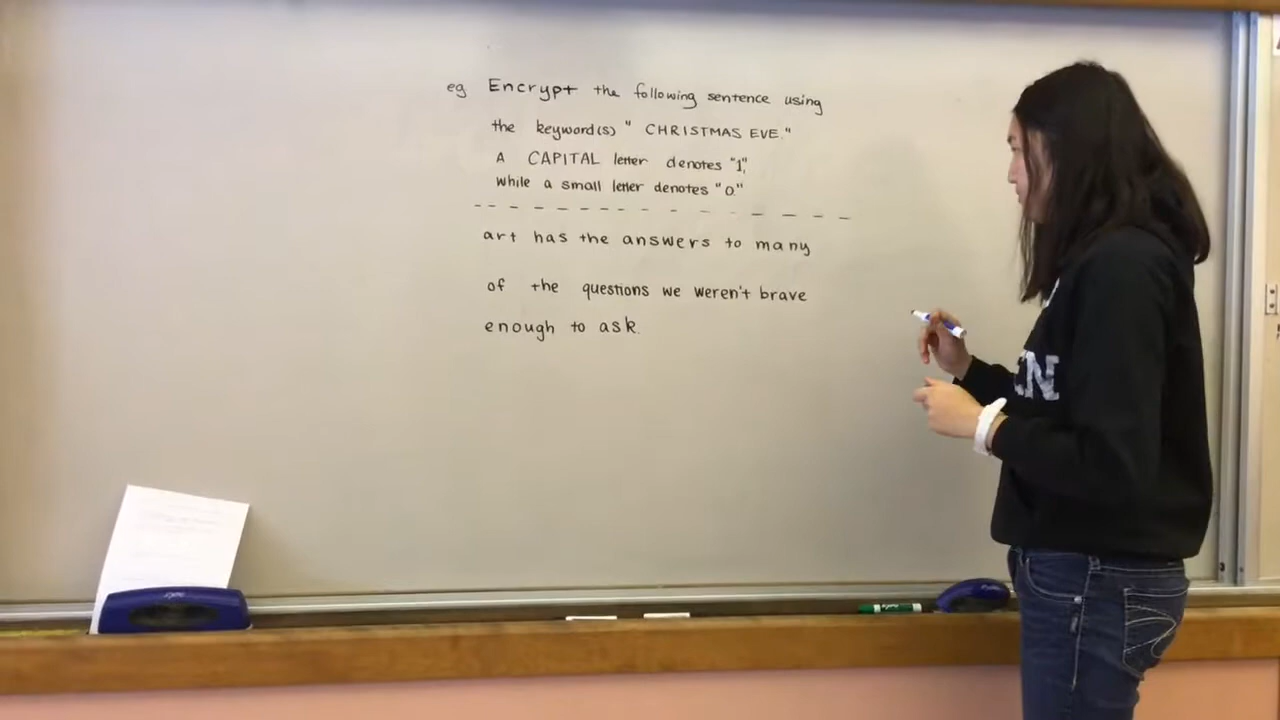 eg Encrypt the following sentence using
the keyword(s) " CHRISTMAS EVE."
A CAPITAL letter denotes "1",
while a small letter denotes "0."
art has the answers to many
of the questions we weren't brave
enough to ask.